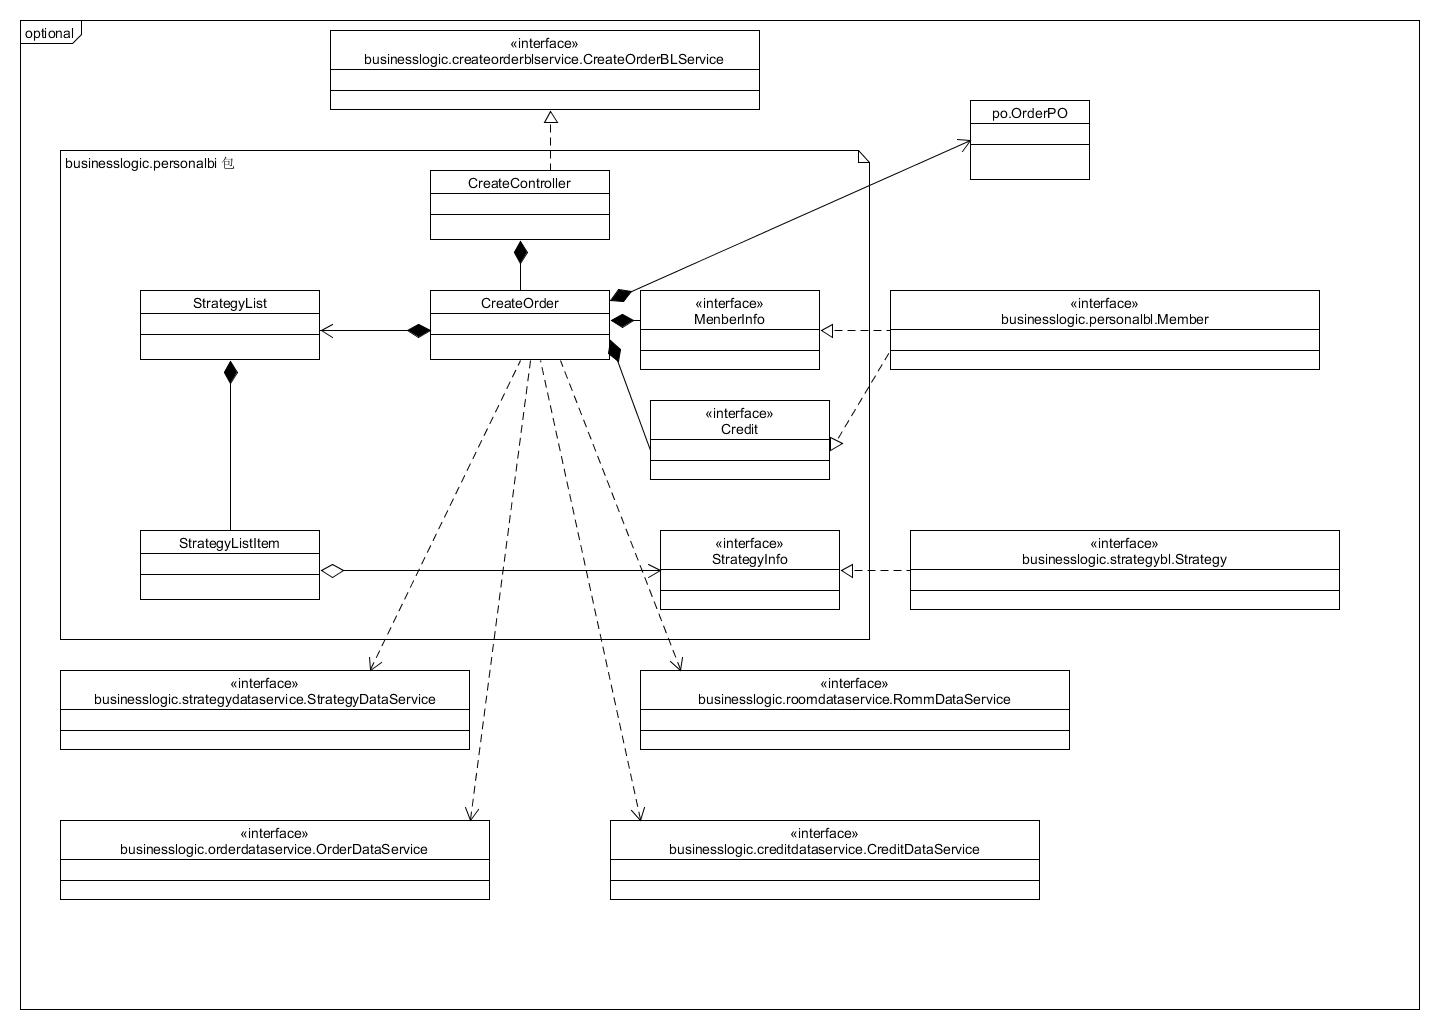 optional
«interface»
businesslogic.createorderblservice.CreateOrderBLService
po.OrderPO
businesslogic.personalbi 包
CreateController
StrategyList
CreateOrder
«interface»
MenberInfo
«interface»
businesslogic.personalbl.Member
«interface»
Credit
StrategyListItem
«interface»
StrategyInfo
«interface»
businesslogic.strategybl.Strategy
«interface»
businesslogic.strategydataservice.StrategyDataService
«interface»
businesslogic.roomdataservice.RommDataService
«interface»
businesslogic.orderdataservice.OrderDataService
«interface»
businesslogic.creditdataservice.CreditDataService